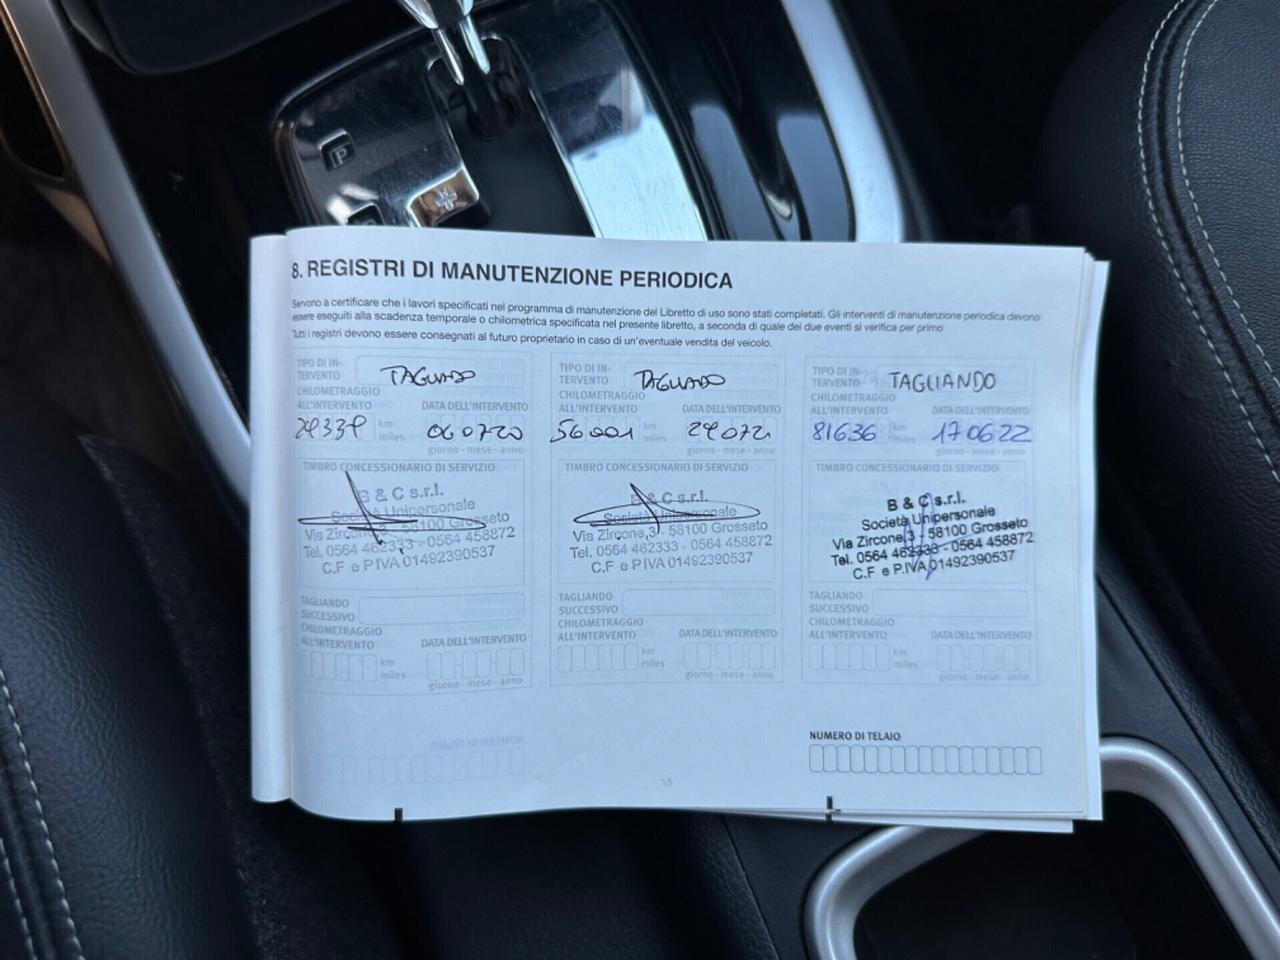 P
8. REGISTRI DI MANUTENZIONE PERIODICA
Servono a certificare che i lavori specificati nel programma di manutenzione del Libretto di uso sono stati completati. Gli interventi di manutenzione periodica devono
essere eseguiti alla scadenza temporale o chilometrica specificata nel presente libretto, a seconda di quale dei due eventi si verifica per primo
Tutti i registri devono essere consegnati al futuro proprietario in caso di un'eventuale vendita del veicolo.
TIPO DI IN-
TERVENTO
TAGLIANDO
CHILOMETRAGGIO
ALL'INTERVENTO
km
miles
DATA DELL'INTERVENTO
060720
giorno - mese - anno
TIMBRO CONCESSIONARIO DI SERVIZIO
B & C s.r.l.
Società Unipersonale
Via Zircone,3 - 58100 Grosseto
Tel. 0564 462333 - 0564 458872
C.F e P.IVA 01492390537
TAGLIANDO
SUCCESSIVO
CHILOMETRAGGIO
ALL'INTERVENTO
km
miles
DATA DELL'INTERVENTO
giorno - mese - anno
TIPO DI IN-
TERVENTO
TAGLIANDO
CHILOMETRAGGIO
ALL'INTERVENTO
56001
km
miles
DATA DELL'INTERVENTO
giorno - mese - anno
TIMBRO CONCESSIONARIO DI SERVIZIO
B & C s.r.l.
Società Unipersonale
Via Zircone,3 - 58100 Grosseto
Tel. 0564 462333 - 0564 458872
C.F e P.IVA 01492390537
TAGLIANDO
SUCCESSIVO
CHILOMETRAGGIO
ALL'INTERVENTO
km
miles
DATA DELL'INTERVENTO
giorno - mese - anno
TIPO DI IN-
TERVENTO
TAGLIANDO
CHILOMETRAGGIO
ALL'INTERVENTO
81636
km
miles
DATA DELL'INTERVENTO
170622
giorno - mese - anno
TIMBRO CONCESSIONARIO DI SERVIZIO
B & C s.r.l.
Società Unipersonale
Via Zircone,3 - 58100 Grosseto
Tel. 0564 462333 - 0564 458872
C.F e P.IVA 01492390537
TAGLIANDO
SUCCESSIVO
CHILOMETRAGGIO
ALL'INTERVENTO
km
miles
DATA DELL'INTERVENTO
giorno - mese - anno
NUMERO DI TELAIO
15